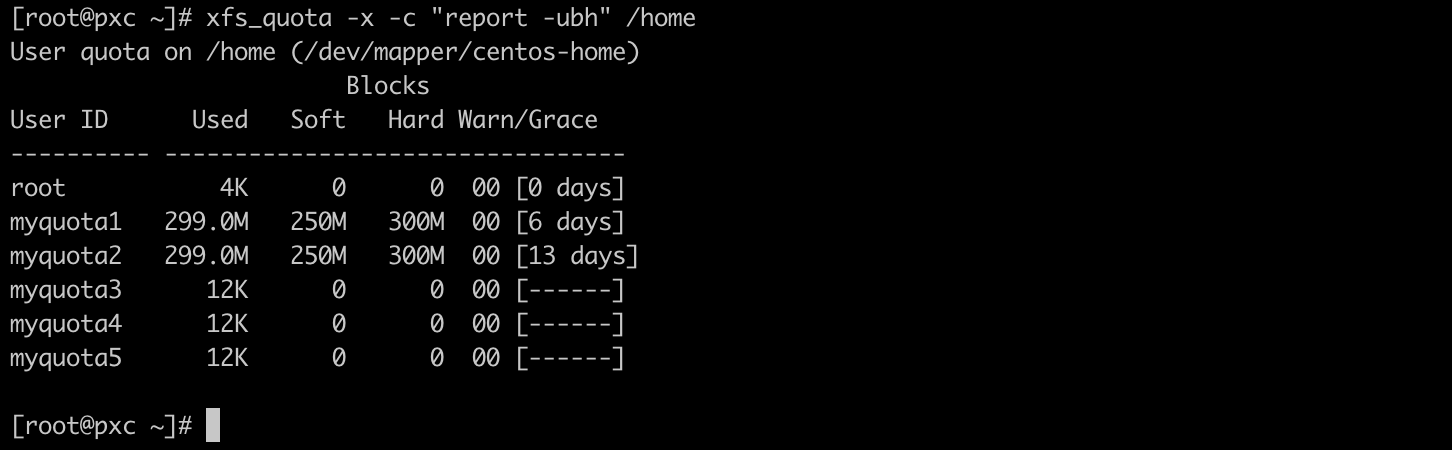 [root@pxc ~]# xfs_quota -x -c "report -ubh" /home
User quota on /home (/dev/mapper/centos-home)
                        Blocks
User ID      Used   Soft   Hard Warn/Grace
---------- ---------------------------------
root           4K      0      0  00 [0 days]
myquota1   299.0M   250M   300M  00 [6 days]
myquota2   299.0M   250M   300M  00 [13 days]
myquota3      12K      0      0  00 [------]
myquota4      12K      0      0  00 [------]
myquota5      12K      0      0  00 [------]
[root@pxc ~]#